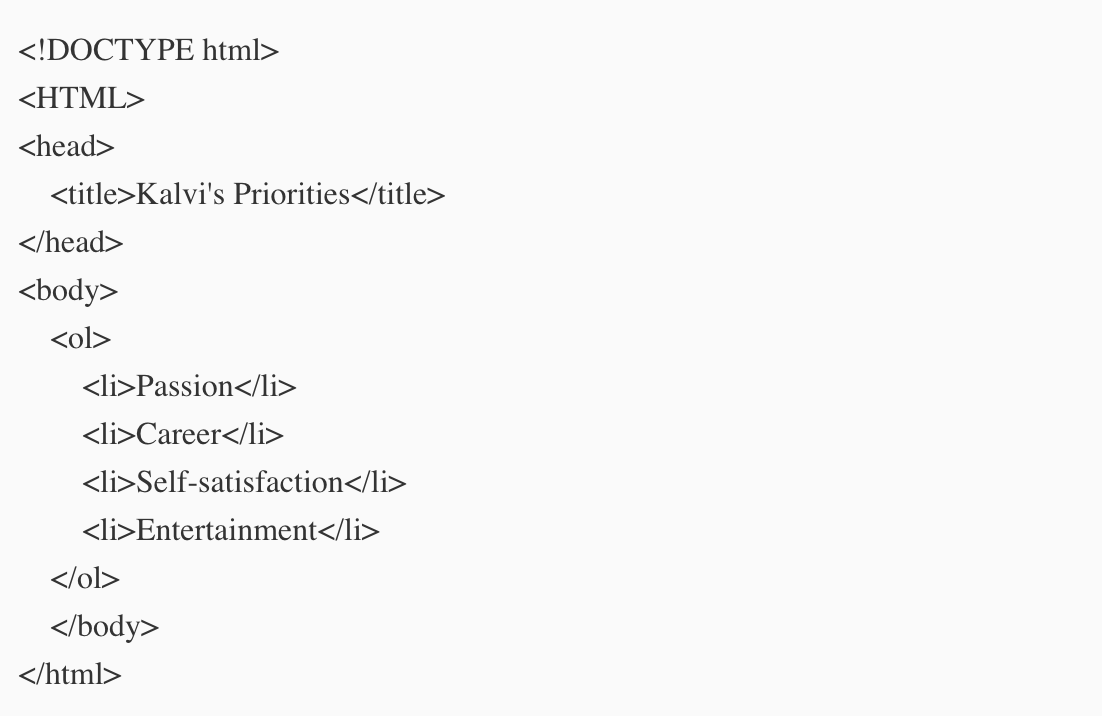 <!DOCTYPE html>
<HTML>
<head>
    <title>Kalvi's Priorities</title>
</head>
<body>
    <ol>
        <li>Passion</li>
        <li>Career</li>
        <li>Self-satisfaction</li>
        <li>Entertainment</li>
    </ol>
    </body>
</html>